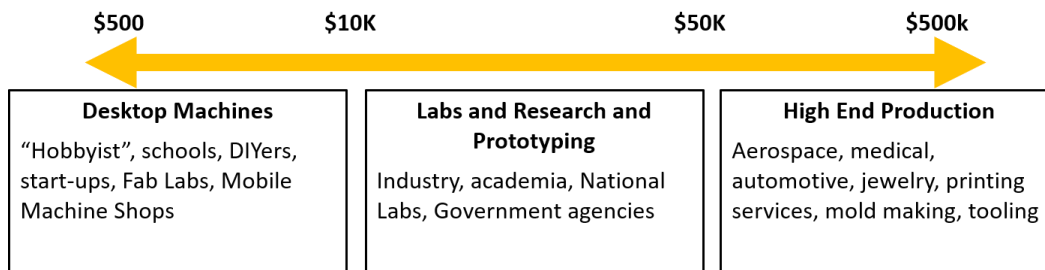 $500 $10K $50K $500k
Desktop Machines
“Hobbyist”, schools, DIYers,
start-ups, Fab Labs, Mobile
Machine Shops
Labs and Research and
Prototyping
Industry, academia, National
Labs, Government agencies
High End Production
Aerospace, medical,
automotive, jewelry, printing
services, mold making, tooling